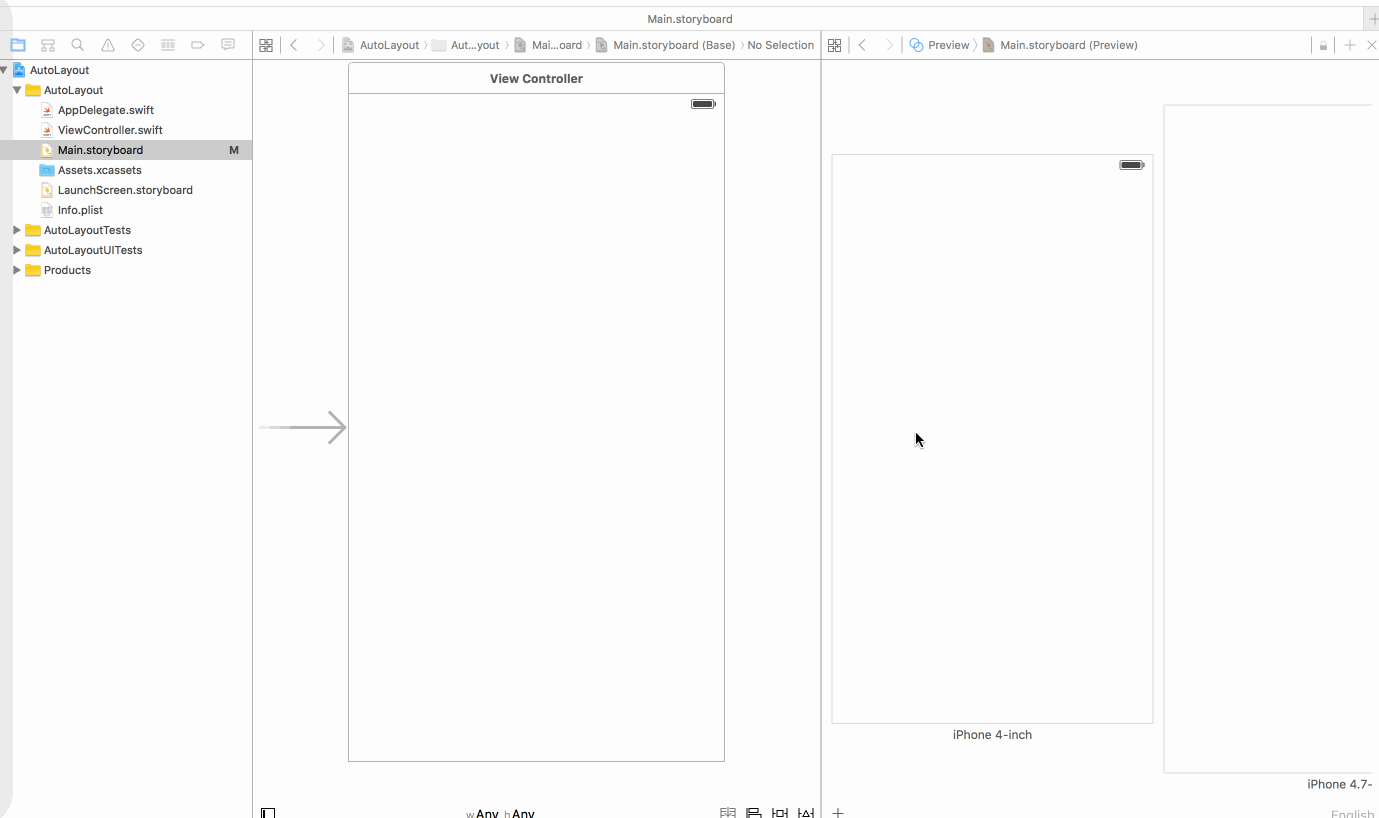 Main.storyboard
AutoLayout
Aut...yout
Mai...oard
Main.storyboard (Base)
No Selection
Preview
Main.storyboard (Preview)
AutoLayout
AutoLayout
AppDelegate.swift
ViewController.swift
Main.storyboard M
Assets.xcassets
LaunchScreen.storyboard
Info.plist
AutoLayoutTests
AutoLayoutUITests
Products
View Controller
iPhone 4-inch
iPhone 4.7-
wAny hAny
English